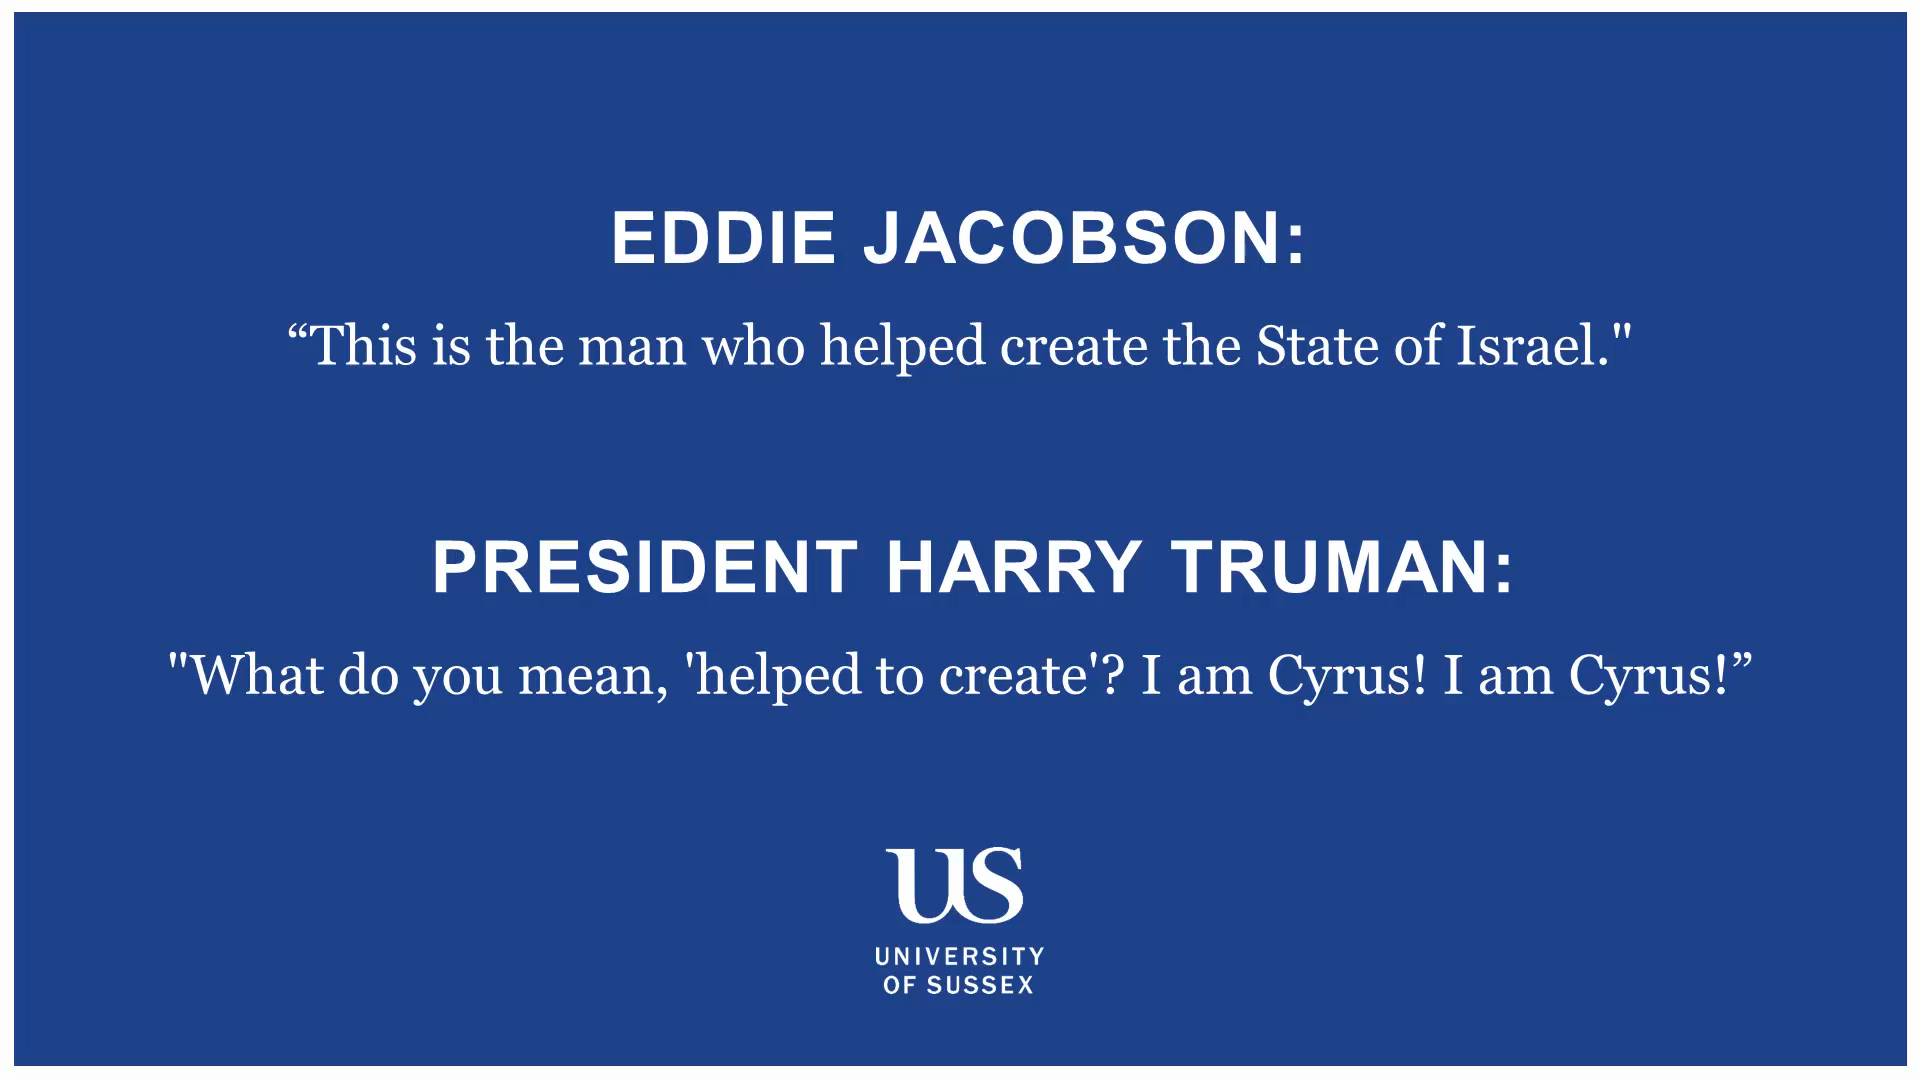 EDDIE JACOBSON:
“This is the man who helped create the State of Israel."
PRESIDENT HARRY TRUMAN:
"What do you mean, 'helped to create'? I am Cyrus! I am Cyrus!”
US
UNIVERSITY
OF SUSSEX